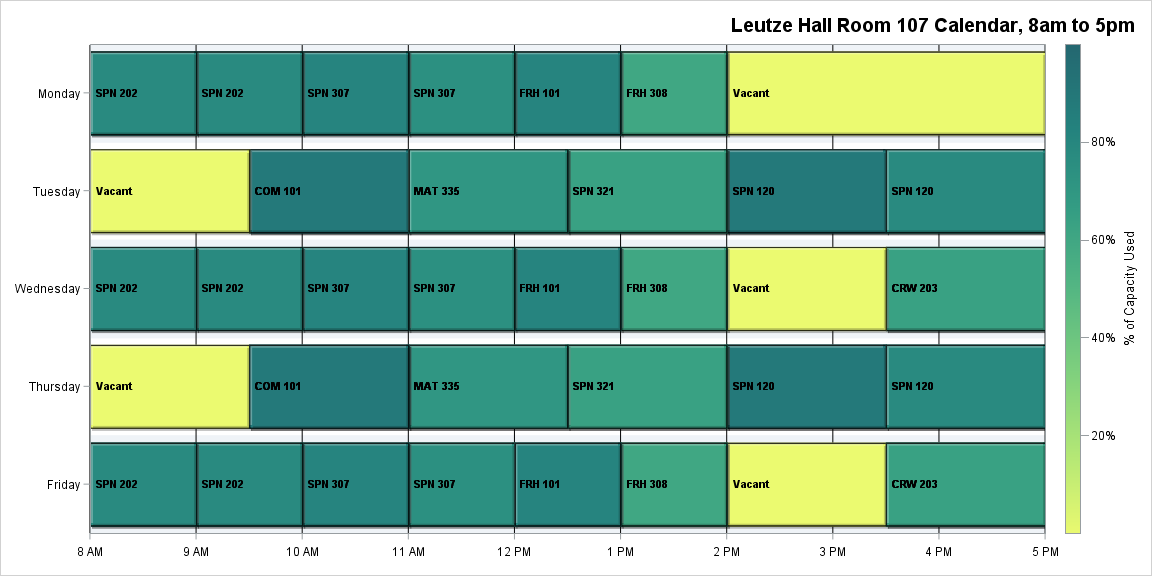 Leutze Hall Room 107 Calendar, 8am to 5pm
Monday SPN 202 SPN 202 SPN 307 SPN 307 FRH 101 FRH 308 Vacant
Tuesday Vacant COM 101 MAT 335 SPN 321 SPN 120 SPN 120
Wednesday SPN 202 SPN 202 SPN 307 SPN 307 FRH 101 FRH 308 Vacant CRW 203
Thursday Vacant COM 101 MAT 335 SPN 321 SPN 120 SPN 120
Friday SPN 202 SPN 202 SPN 307 SPN 307 FRH 101 FRH 308 Vacant CRW 203
8 AM 9 AM 10 AM 11 AM 12 PM 1 PM 2 PM 3 PM 4 PM 5 PM
80%
60%
40%
20%
% of Capacity Used